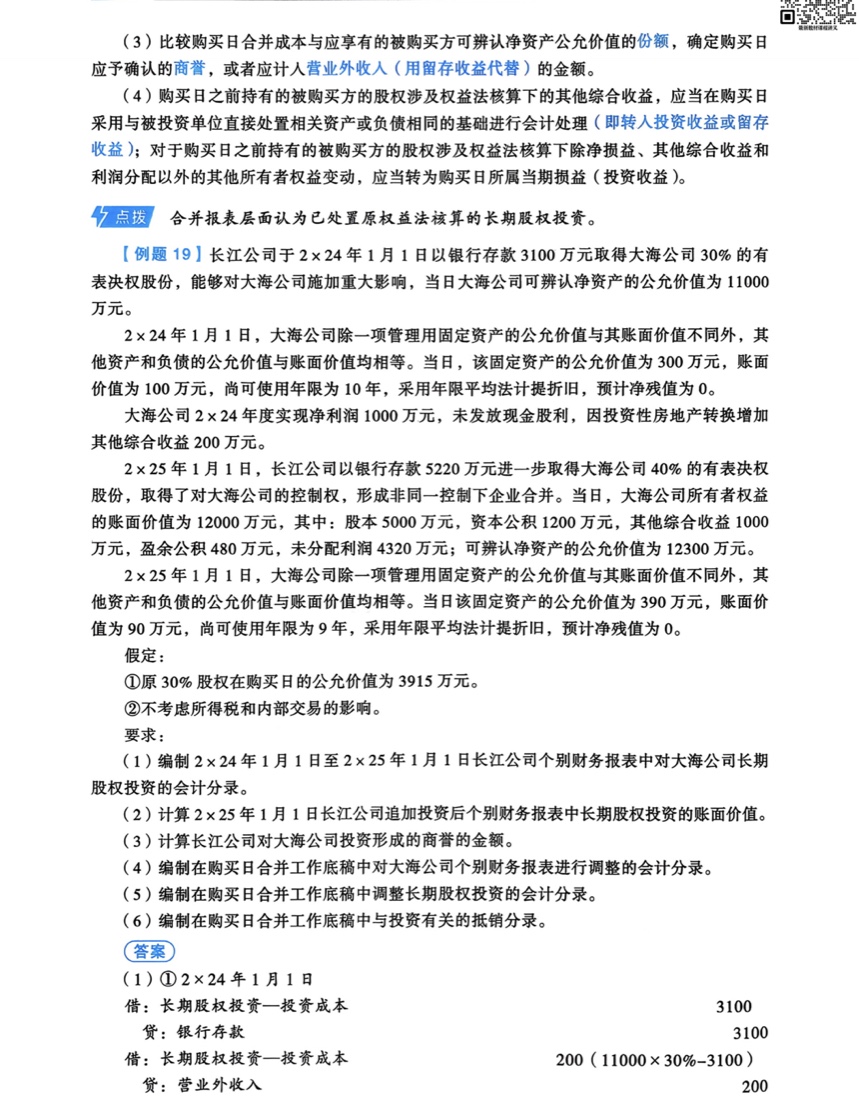 （3）比较购买日合并成本与应享有的被购买方可辨认净资产公允价值的份额，确定购买日
应予确认的商誉，或者应计入营业外收入（用留存收益代替）的金额。
（4）购买日之前持有的被购买方的股权涉及权益法核算下的其他综合收益，应当在购买日
采用与被投资单位直接处置相关资产或负债相同的基础进行会计处理（即转入投资收益或留存
收益）；对于购买日之前持有的被购买方的股权涉及权益法核算下除净损益、其他综合收益和
利润分配以外的其他所有者权益变动，应当转为购买日所属当期损益（投资收益）。
点拨 合并报表层面认为已处置原权益法核算的长期股权投资。
【例题 19】长江公司于 2×24 年 1 月 1 日以银行存款 3100 万元取得大海公司 30% 的有
表决权股份，能够对大海公司施加重大影响，当日大海公司可辨认净资产的公允价值为 11000
万元。
2×24 年 1 月 1 日，大海公司除一项管理用固定资产的公允价值与其账面价值不同外，其
他资产和负债的公允价值与账面价值均相等。当日，该固定资产的公允价值为 300 万元，账面
价值为 100 万元，尚可使用年限为 10 年，采用年限平均法计提折旧，预计净残值为 0。
大海公司 2×24 年度实现净利润 1000 万元，未发放现金股利，因投资性房地产转换增加
其他综合收益 200 万元。
2×25 年 1 月 1 日，长江公司以银行存款 5220 万元进一步取得大海公司 40% 的有表决权
股份，取得了对大海公司的控制权，形成非同一控制下企业合并。当日，大海公司所有者权益
的账面价值为 12000 万元，其中：股本 5000 万元，资本公积 1200 万元，其他综合收益 1000
万元，盈余公积 480 万元，未分配利润 4320 万元；可辨认净资产的公允价值为 12300 万元。
2×25 年 1 月 1 日，大海公司除一项管理用固定资产的公允价值与其账面价值不同外，其
他资产和负债的公允价值与账面价值均相等。当日该固定资产的公允价值为 390 万元，账面价
值为 90 万元，尚可使用年限为 9 年，采用年限平均法计提折旧，预计净残值为 0。
假定：
①原 30% 股权在购买日的公允价值为 3915 万元。
②不考虑所得税和内部交易的影响。
要求：
（1）编制 2×24 年 1 月 1 日至 2×25 年 1 月 1 日长江公司个别财务报表中对大海公司长期
股权投资的会计分录。
（2）计算 2×25 年 1 月 1 日长江公司追加投资后个别财务报表中长期股权投资的账面价值。
（3）计算长江公司对大海公司投资形成的商誉的金额。
（4）编制在购买日合并工作底稿中对大海公司个别财务报表进行调整的会计分录。
（5）编制在购买日合并工作底稿中调整长期股权投资的会计分录。
（6）编制在购买日合并工作底稿中与投资有关的抵销分录。
答案
（1）① 2×24 年 1 月 1 日
借：长期股权投资—投资成本 3100
贷：银行存款 3100
借：长期股权投资—投资成本 200（11000×30%-3100）
贷：营业外收入 200